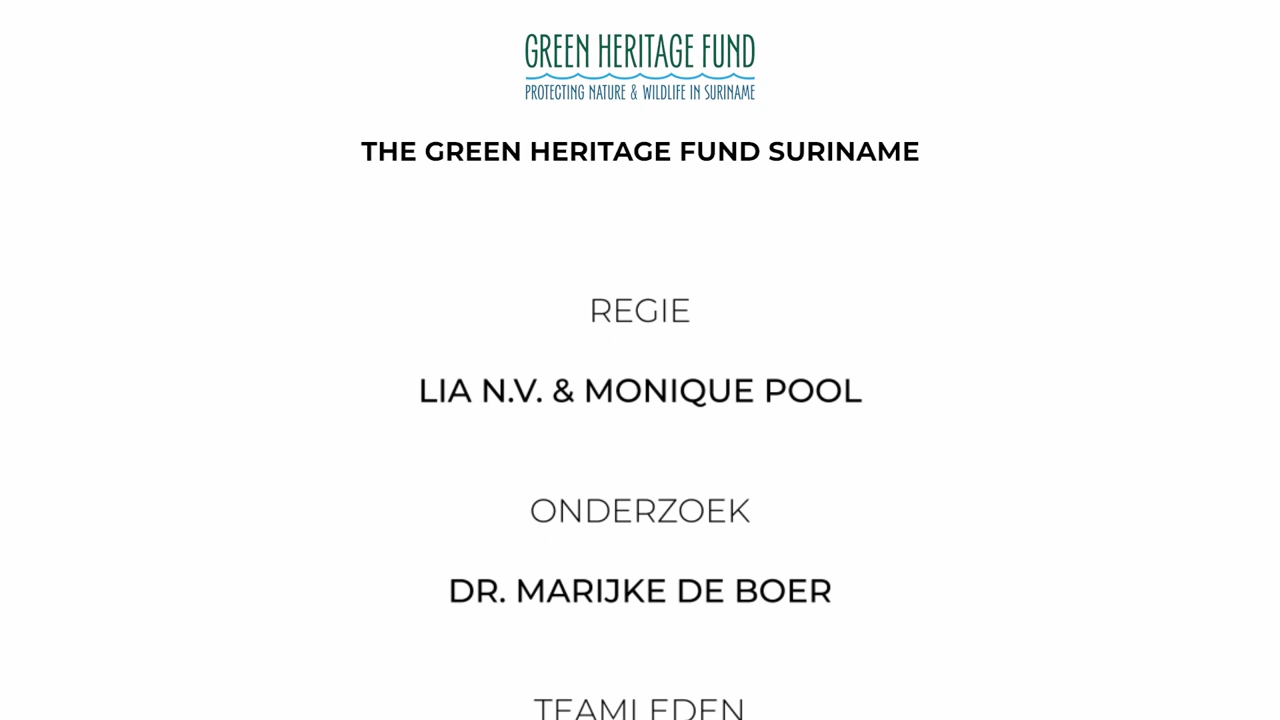 GREEN HERITAGE FUND
PROTECTING NATURE & WILDLIFE IN SURINAME
THE GREEN HERITAGE FUND SURINAME
REGIE
LIA N.V. & MONIQUE POOL
ONDERZOEK
DR. MARIJKE DE BOER
TEAMLEDEN